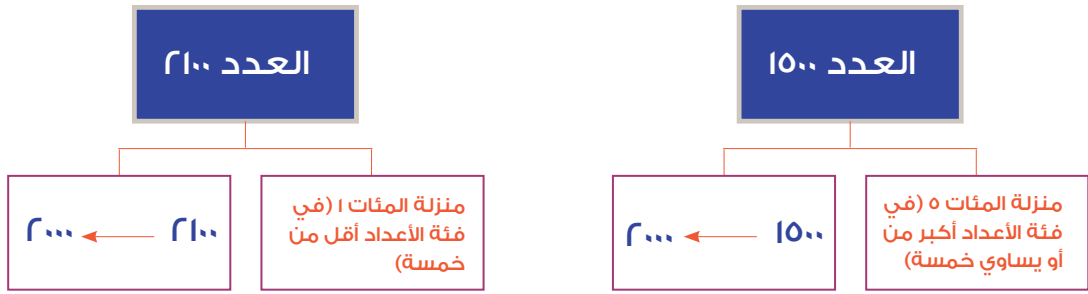 العدد ١٥٠٠
منزلة المئات ٥ (في
فئة الأعداد أكبر من
أو يساوي خمسة)
١٥٠٠ ← ٢٠٠٠
العدد ٢١٠٠
منزلة المئات ١ (في
فئة الأعداد أقل من
خمسة)
٢١٠٠ ← ٢٠٠٠